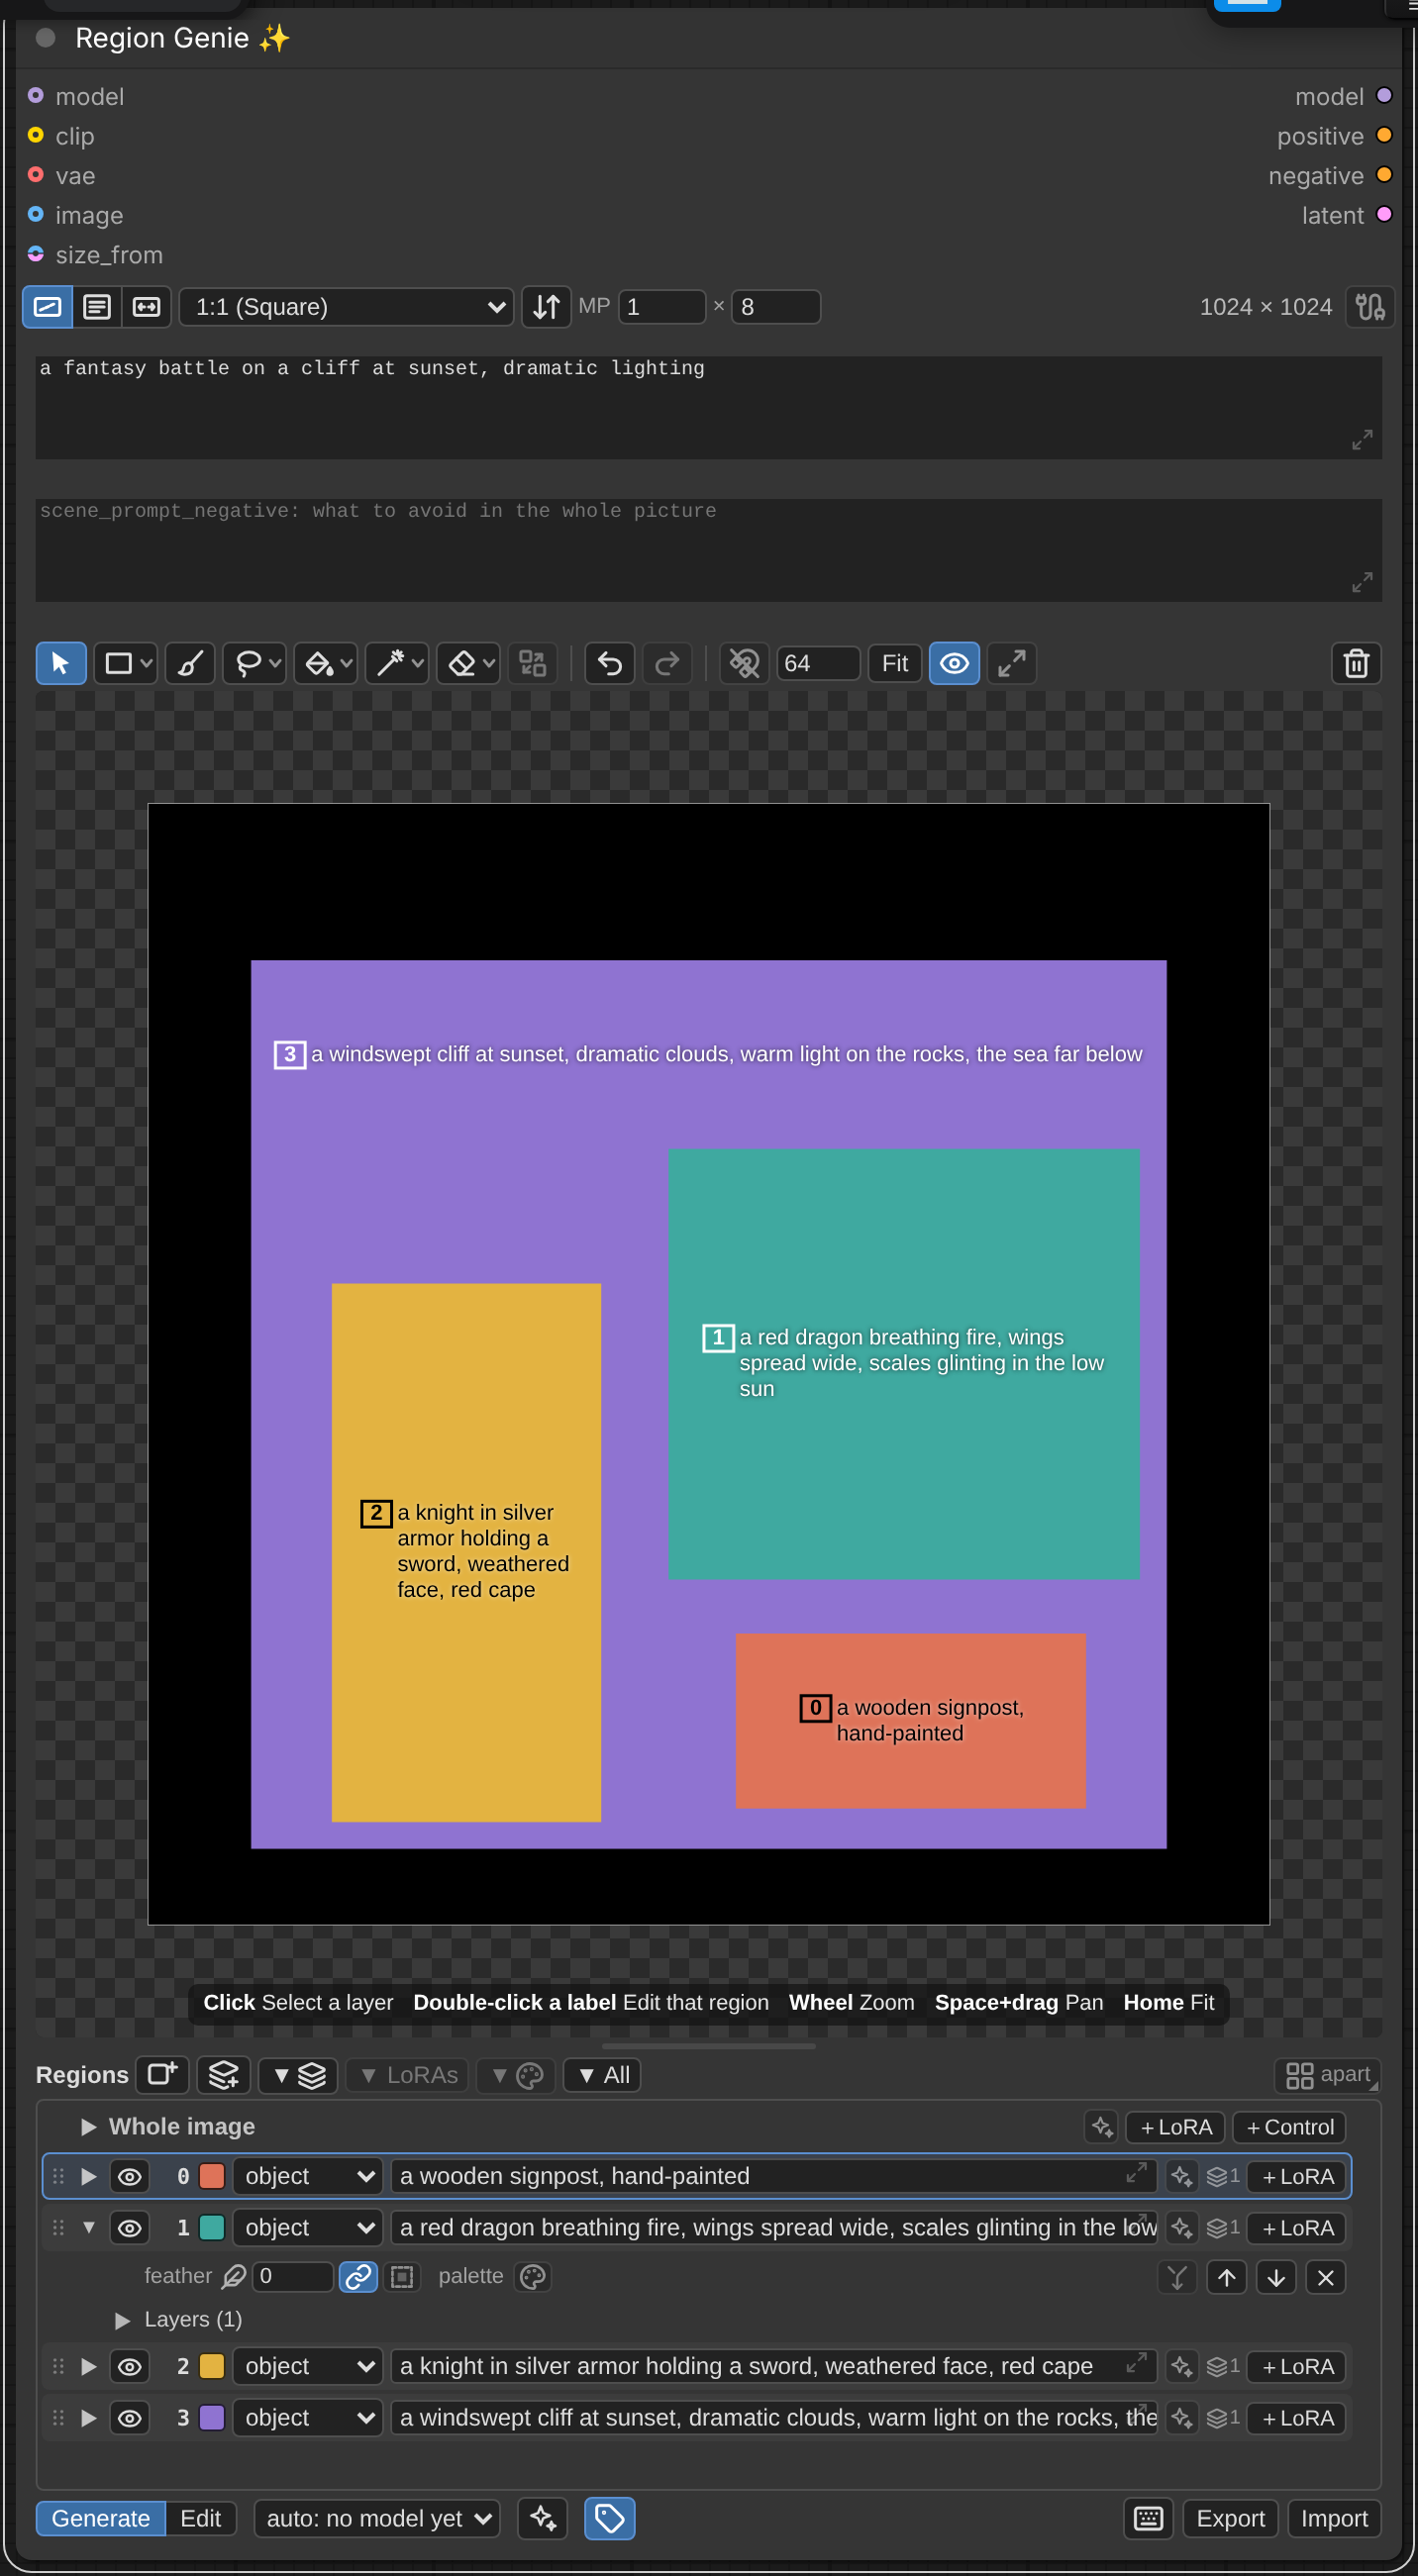 Region Genie ✨
model model
clip positive
vae negative
image latent
size_from
1:1 (Square) MP 1 × 8 1024 × 1024
a fantasy battle on a cliff at sunset, dramatic lighting
scene_prompt_negative: what to avoid in the whole picture
64 Fit
3 a windswept cliff at sunset, dramatic clouds, warm light on the rocks, the sea far below
1 a red dragon breathing fire, wings
spread wide, scales glinting in the low
sun
2 a knight in silver
armor holding a
sword, weathered
face, red cape
0 a wooden signpost,
hand-painted
Click Select a layer Double-click a label Edit that region Wheel Zoom Space+drag Pan Home Fit
Regions ▼ ▼ LoRAs ▼ ▼ All apart
▶ Whole image +LoRA +Control
▶ 0 object a wooden signpost, hand-painted 1 +LoRA
▼ 1 object a red dragon breathing fire, wings spread wide, scales glinting in the low 1 +LoRA
feather 0 palette
▶ Layers (1)
▶ 2 object a knight in silver armor holding a sword, weathered face, red cape 1 +LoRA
▶ 3 object a windswept cliff at sunset, dramatic clouds, warm light on the rocks, the 1 +LoRA
Generate Edit auto: no model yet Export Import